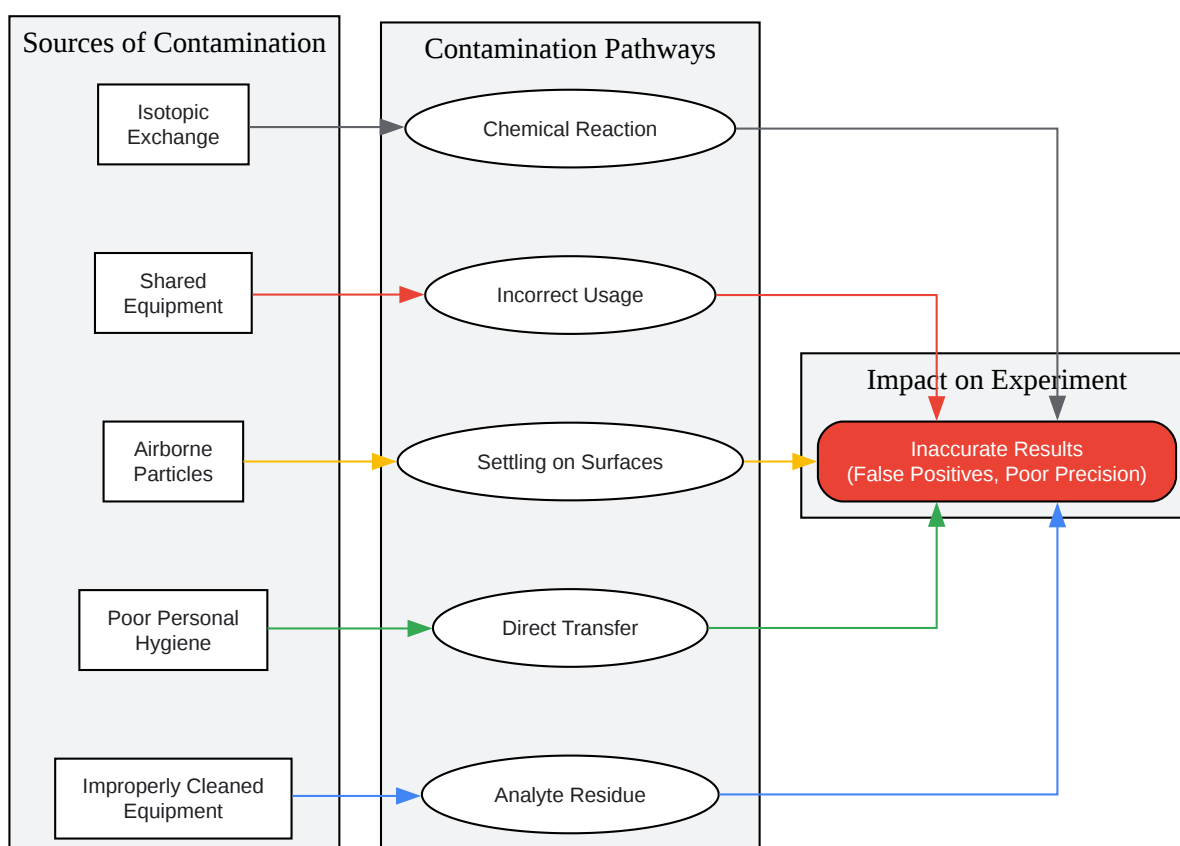 Sources of Contamination
Isotopic
Exchange
Shared
Equipment
Airborne
Particles
Poor Personal
Hygiene
Improperly Cleaned
Equipment
Contamination Pathways
Chemical Reaction
Incorrect Usage
Settling on Surfaces
Direct Transfer
Analyte Residue
Impact on Experiment
Inaccurate Results
(False Positives, Poor Precision)